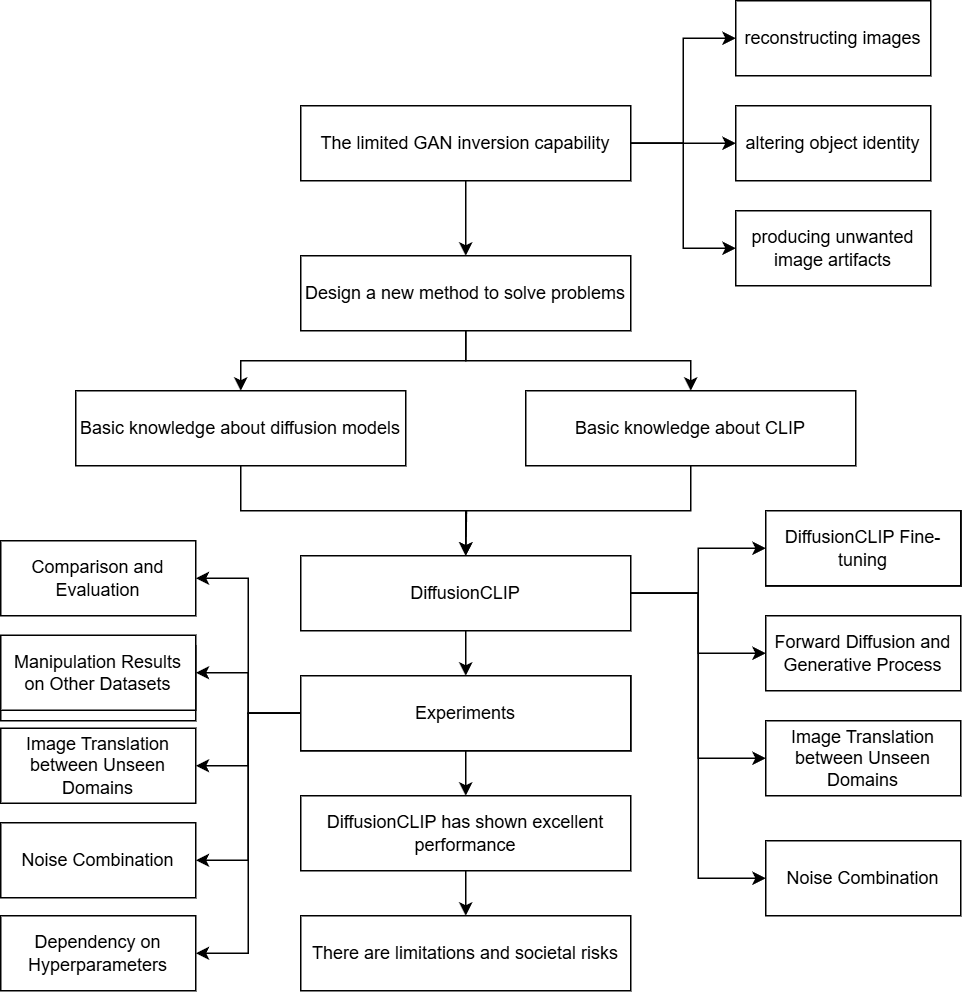 reconstructing images
The limited GAN inversion capability
altering object identity
producing unwanted
image artifacts
Design a new method to solve problems
Basic knowledge about diffusion models
Basic knowledge about CLIP
DiffusionCLIP Fine-
tuning
Comparison and
Evaluation
DiffusionCLIP
Forward Diffusion and
Generative Process
Manipulation Results
on Other Datasets
Experiments
Image Translation
between Unseen
Domains
Image Translation
between Unseen
Domains
DiffusionCLIP has shown excellent
performance
Noise Combination
Noise Combination
Dependency on
Hyperparameters
There are limitations and societal risks